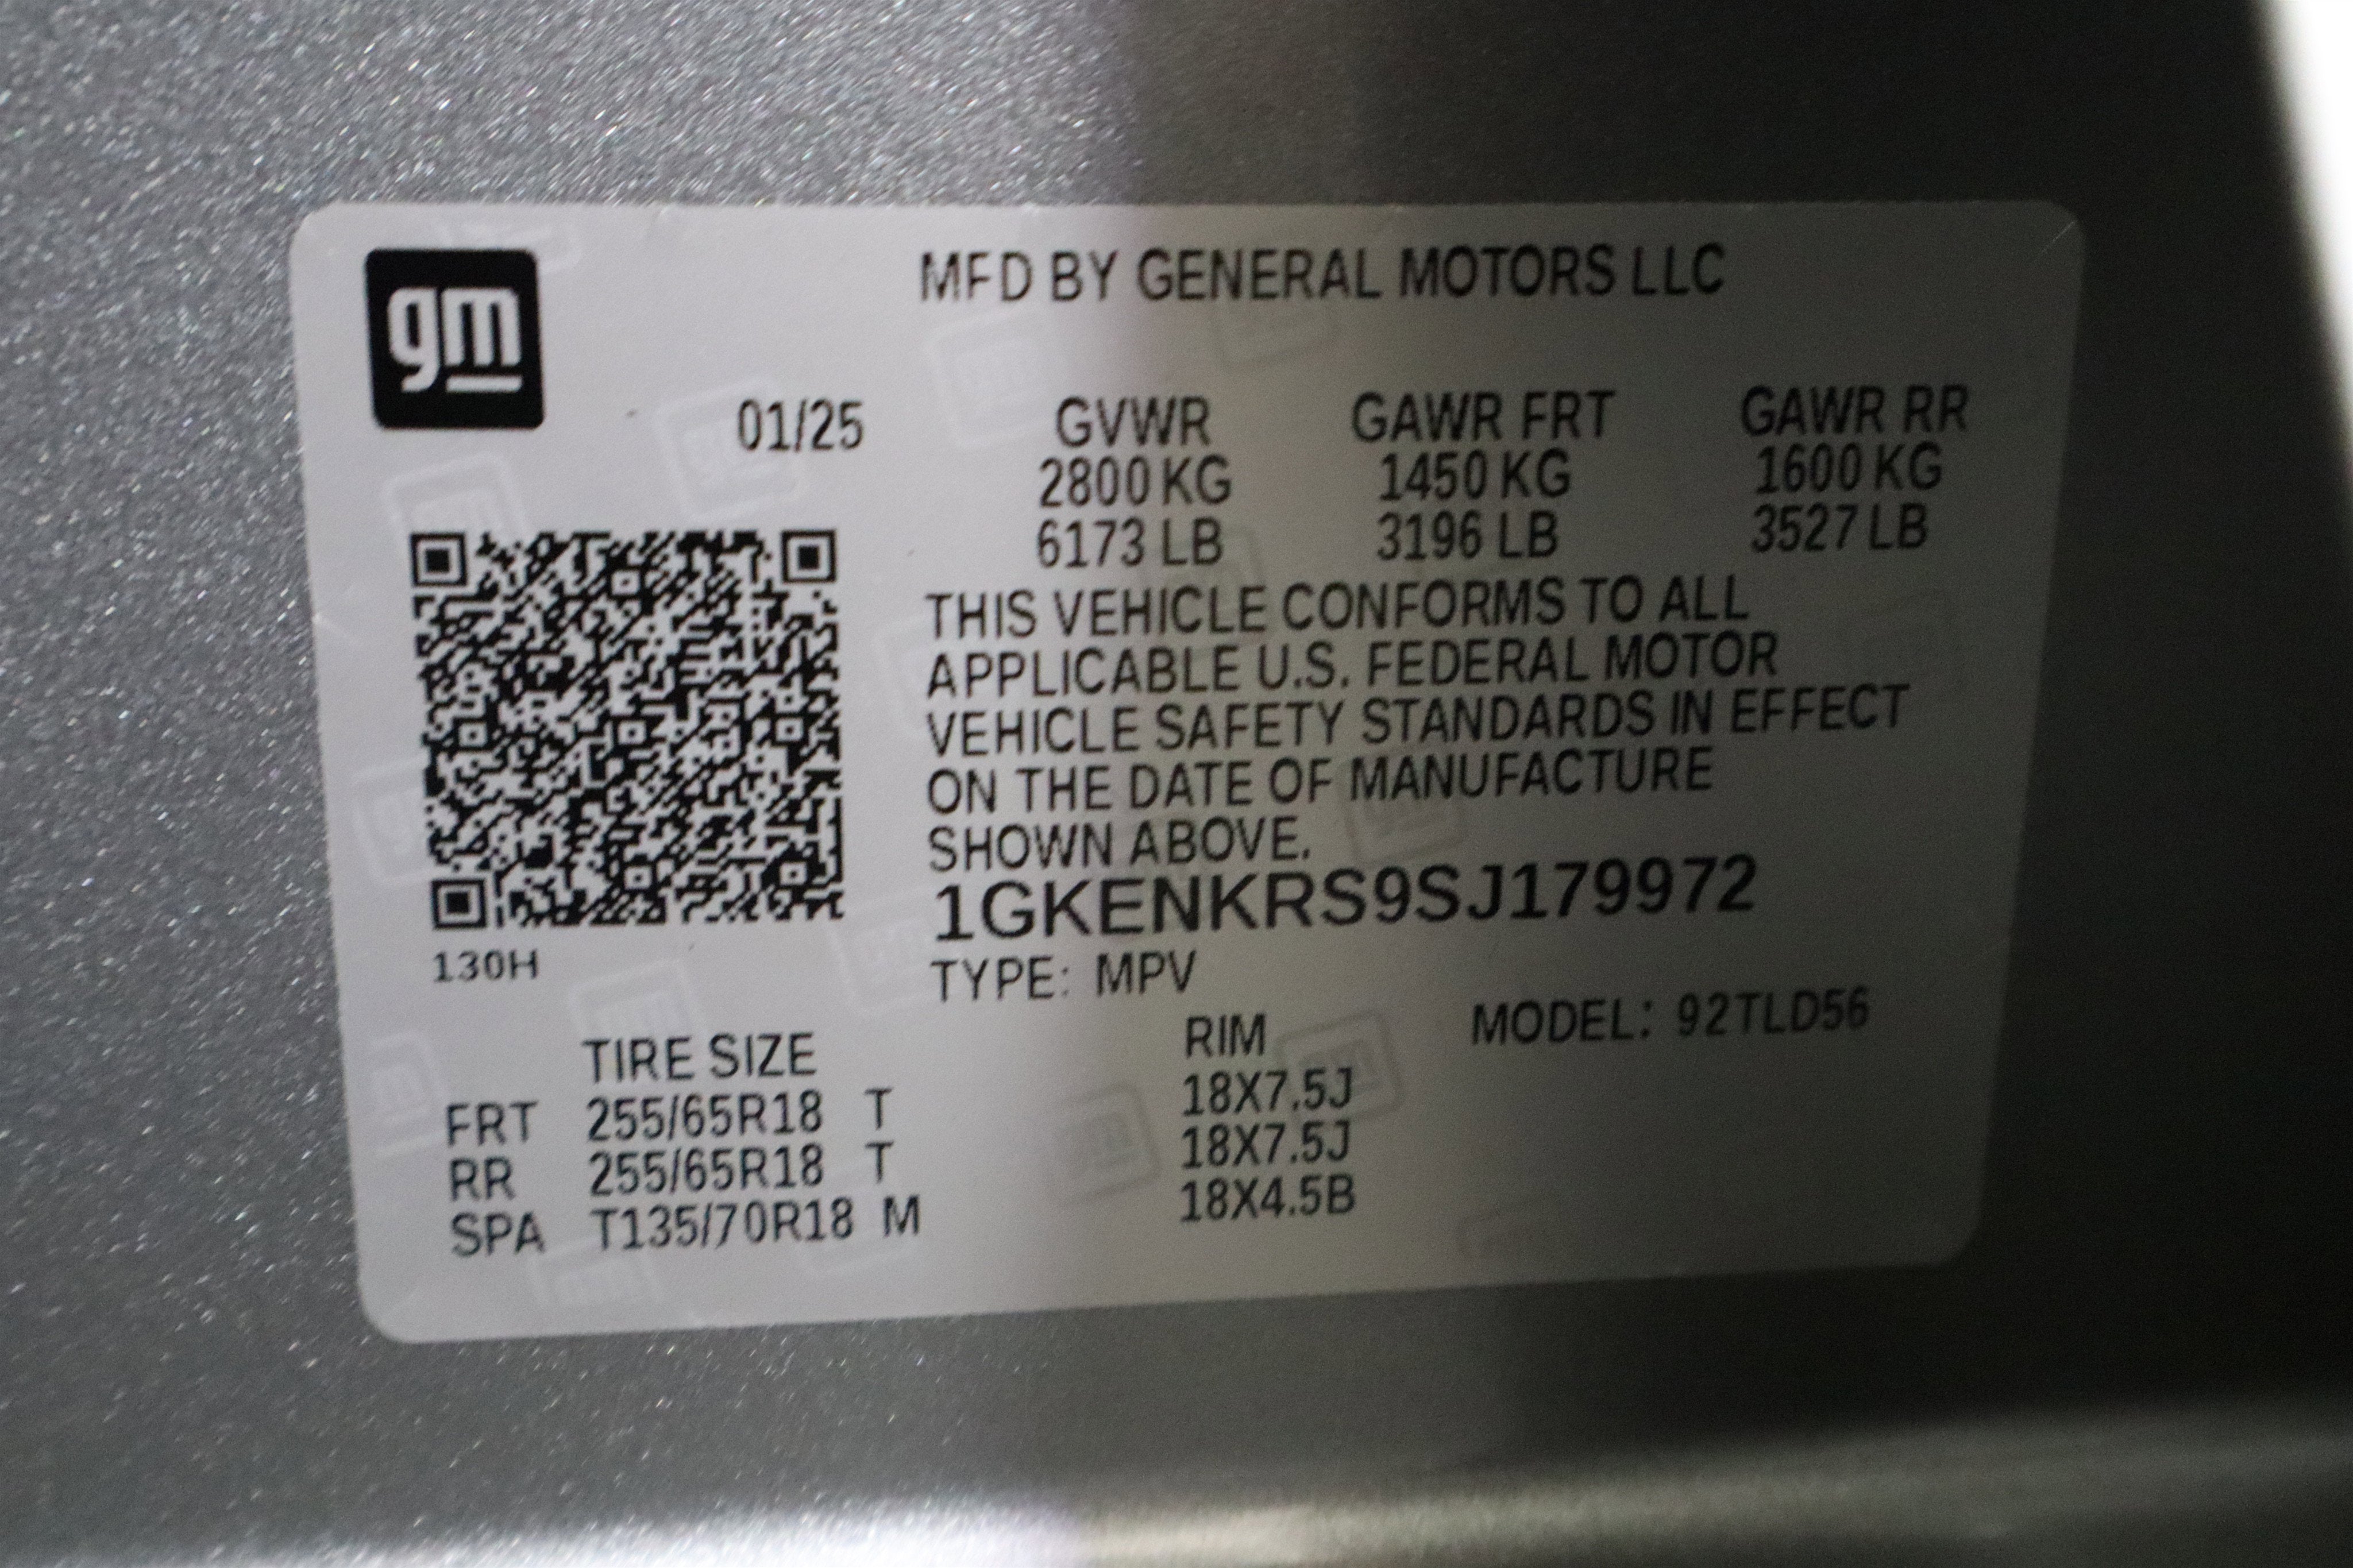 gm
MFD BY GENERAL MOTORS LLC
01/25
GVWR GAWR FRT GAWR RR
2800 KG 1450 KG 1600 KG
6173 LB 3196 LB 3527 LB
THIS VEHICLE CONFORMS TO ALL
APPLICABLE U.S. FEDERAL MOTOR
VEHICLE SAFETY STANDARDS IN EFFECT
ON THE DATE OF MANUFACTURE
SHOWN ABOVE.
1GKENKRS9SJ179972
130H
TYPE: MPV
MODEL: 92TLD56
TIRE SIZE RIM
FRT 255/65R18 T 18X7.5J
RR 255/65R18 T 18X7.5J
SPA T135/70R18 M 18X4.5B